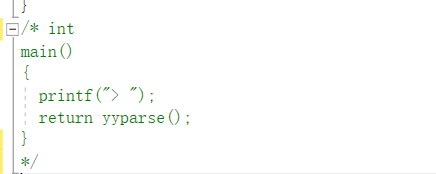 }
/* int
main()
{
  printf("> ");
  return yyparse();
}
*/